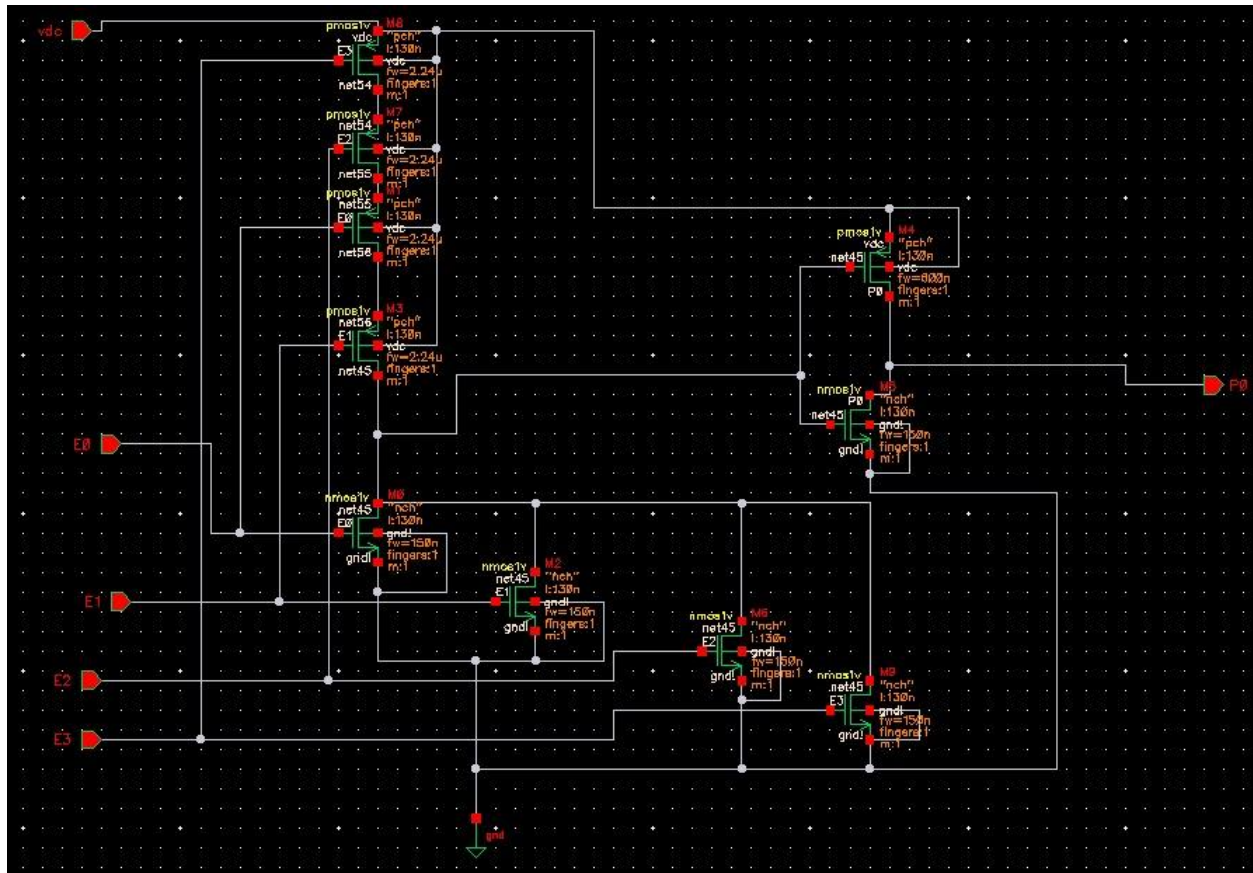 vdc
M8
pmos1v
vdc
"pch"
l:130n
E3
vdc
fw=2.24u
net54
fingers:1
m:1
M7
pmos1v
net54
"pch"
l:130n
E2
vdc
fw=2.24u
net55
fingers:1
m:1
M1
pmos1v
net55
"pch"
l:130n
E0
vdc
fw=2.24u
net56
fingers:1
m:1
M3
pmos1v
net56
"pch"
l:130n
E1
vdc
fw=2.24u
net45
fingers:1
m:1
M4
pmos1v
vdc
"pch"
l:130n
net45
vdc
fw=600n
P0
fingers:1
m:1
M5
nmos1v
P0
"nch"
l:130n
net45
gnd!
fw=150n
gnd!
fingers:1
m:1
P0
E0
M0
nmos1v
net45
"nch"
l:130n
E0
gnd!
fw=150n
gnd!
fingers:1
m:1
E1
M2
nmos1v
net45
"nch"
l:130n
E1
gnd!
fw=150n
gnd!
fingers:1
m:1
E2
M6
nmos1v
net45
"nch"
l:130n
E2
gnd!
fw=150n
gnd!
fingers:1
m:1
E3
M9
nmos1v
net45
"nch"
l:130n
E3
gnd!
fw=150n
gnd!
fingers:1
m:1
gnd